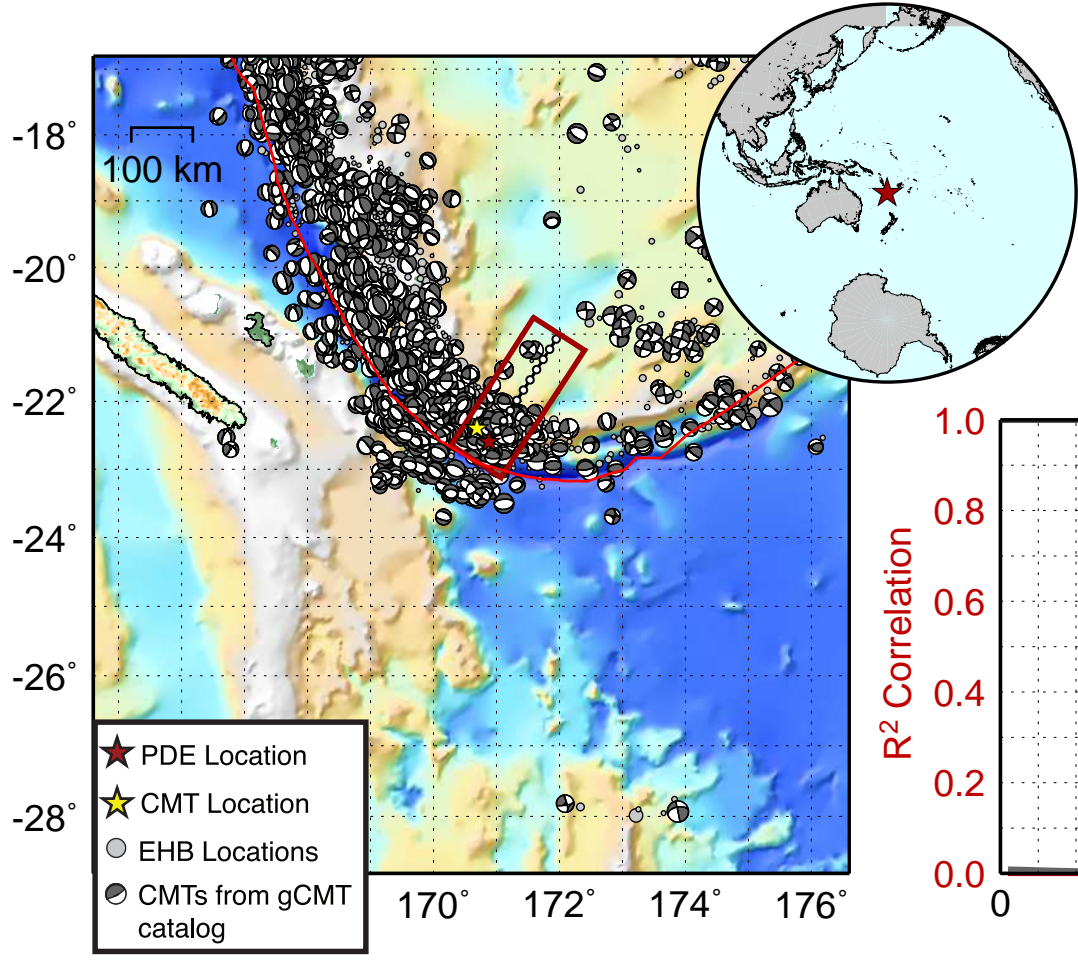 -18°
-20°
-22°
-24°
-26°
-28°
100 km
170°
172°
174°
176°
PDE Location
CMT Location
EHB Locations
CMTs from gCMT
catalog
R² Correlation
1.0
0.8
0.6
0.4
0.2
0.0
0